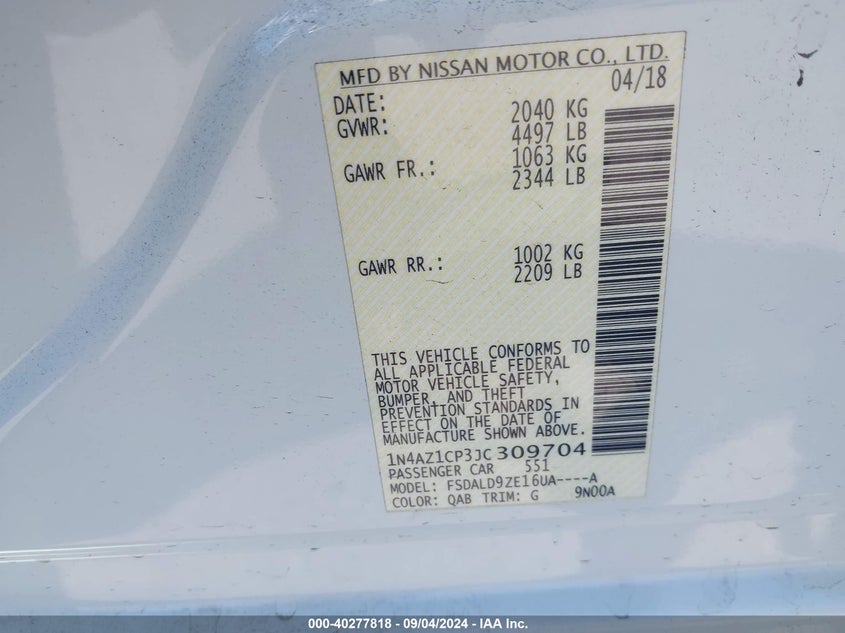 MFD BY NISSAN MOTOR CO., LTD.
DATE: 04/18
GVWR: 2040 KG
4497 LB
GAWR FR.: 1063 KG
2344 LB
GAWR RR.: 1002 KG
2209 LB
THIS VEHICLE CONFORMS TO
ALL APPLICABLE FEDERAL
MOTOR VEHICLE SAFETY,
BUMPER, AND THEFT
PREVENTION STANDARDS IN
EFFECT ON THE DATE OF
MANUFACTURE SHOWN ABOVE.
1N4AZ1CP3JC309704
PASSENGER CAR 551
MODEL: FSDALD9ZE16UA----A
COLOR: QAB TRIM: G 9N00A
000-40277818 - 09/04/2024 - IAA Inc.